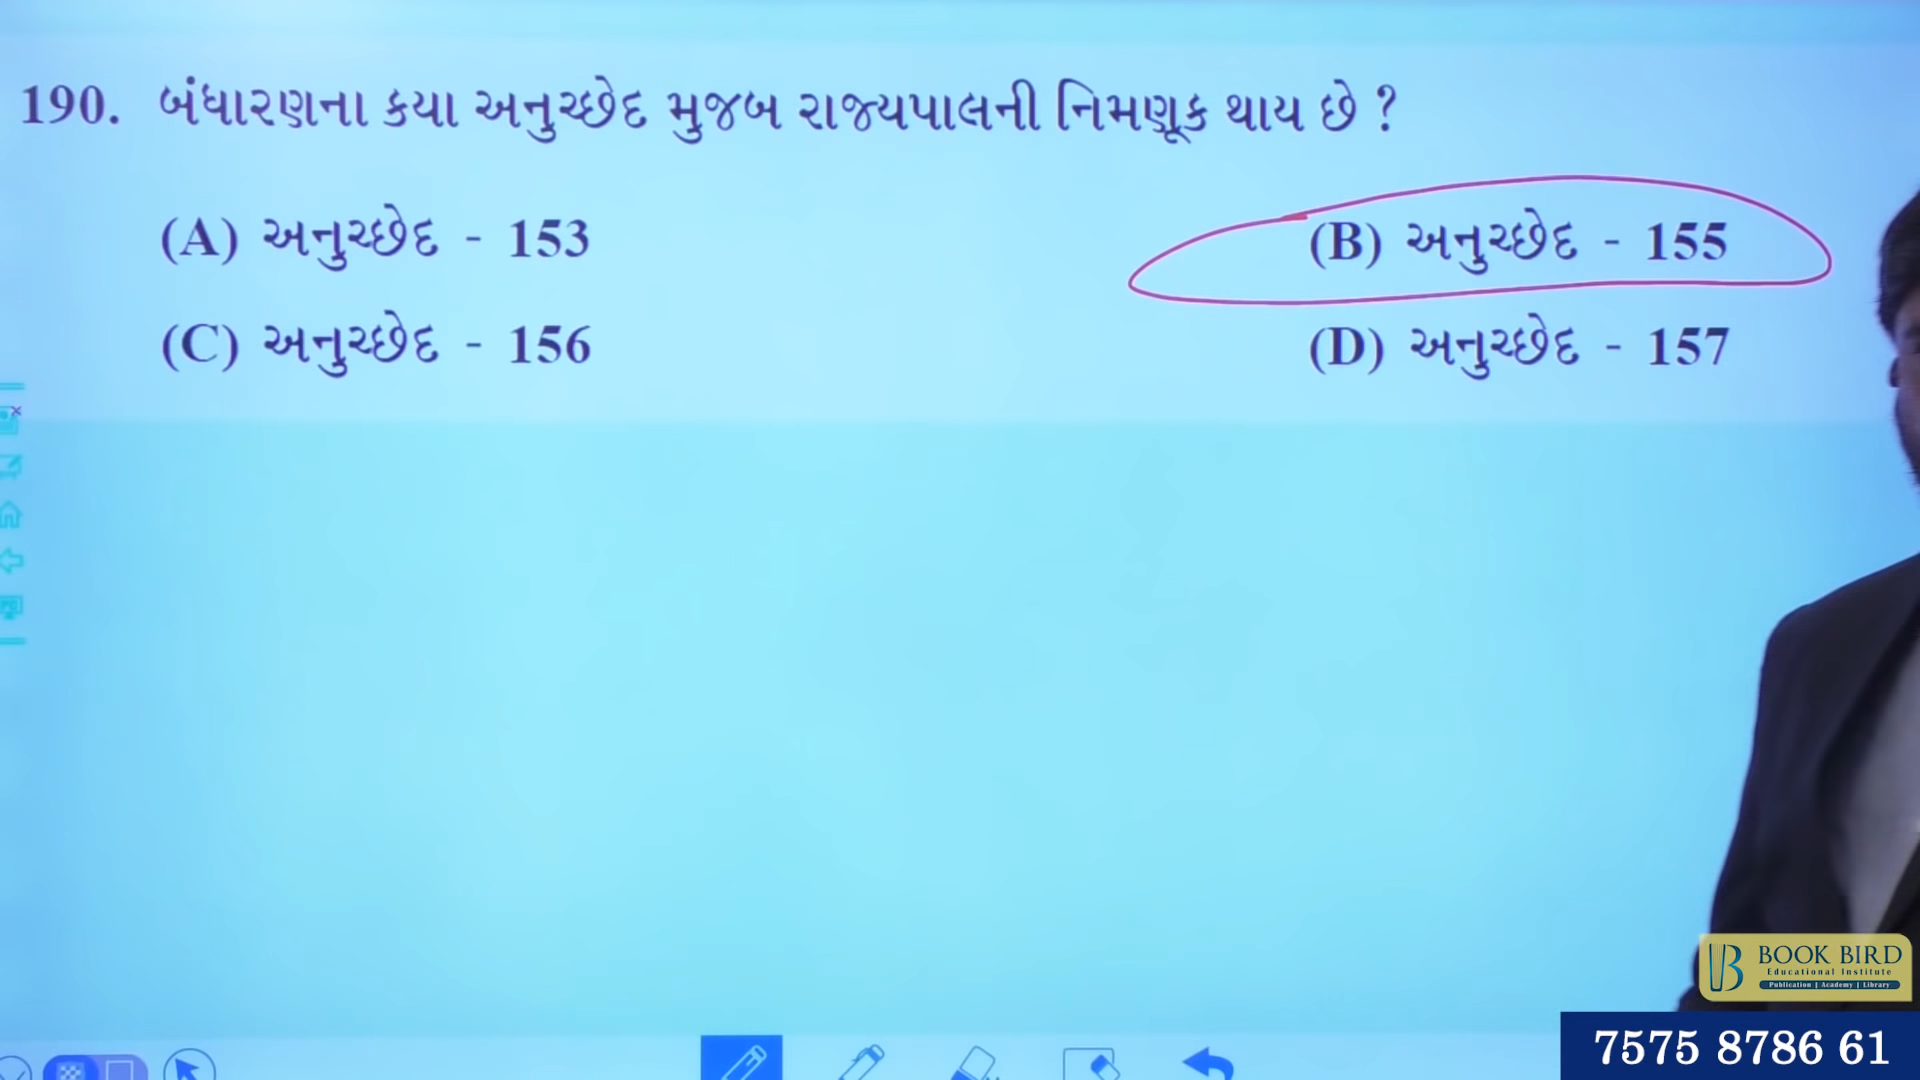 190. બંધારણના કયા અનુચ્છેદ મુજબ રાજ્યપાલની નિમણૂક થાય છે ?
(A) અનુચ્છેદ - 153
(B) અનુચ્છેદ - 155
(C) અનુચ્છેદ - 156
(D) અનુચ્છેદ - 157
BOOK BIRD
Educational Institute
Publication | Academy | Library
7575 8786 61